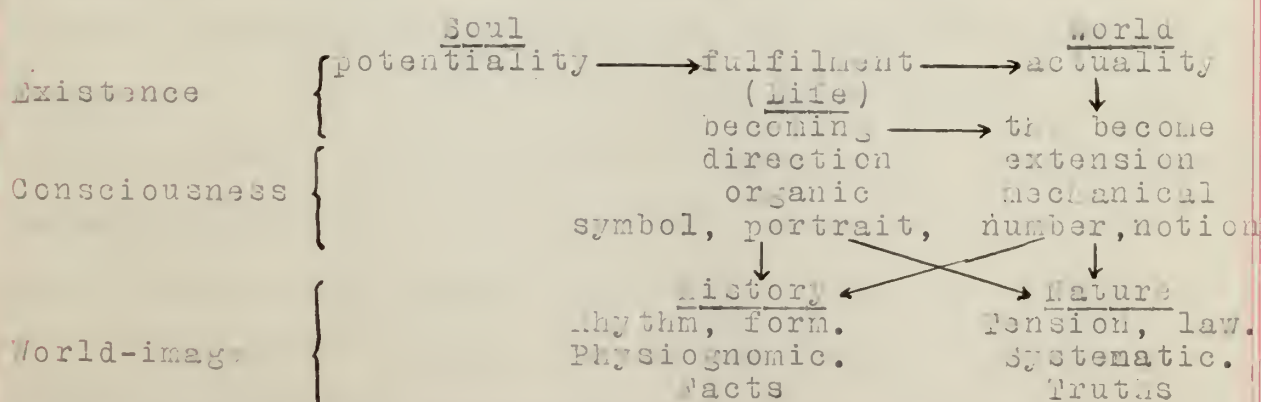 Soul World
potentiality → fulfilment → actuality
Existence
(Life)
becoming → the become
direction extension
Consciousness
organic mechanical
symbol, portrait, number, notion
History Nature
Rhythm, form. Tension, law.
World-image Physiognomic. Systematic.
Facts Truths